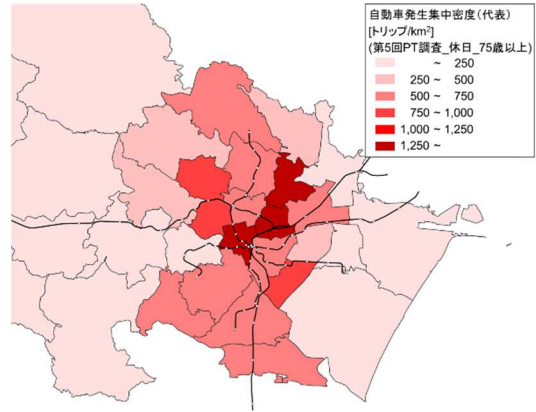 自動車発生集中密度(代表)
[トリップ/km²]
(第5回PT調査_休日_75歳以上)
~ 250
250 ~ 500
500 ~ 750
750 ~ 1,000
1,000 ~ 1,250
1,250 ~